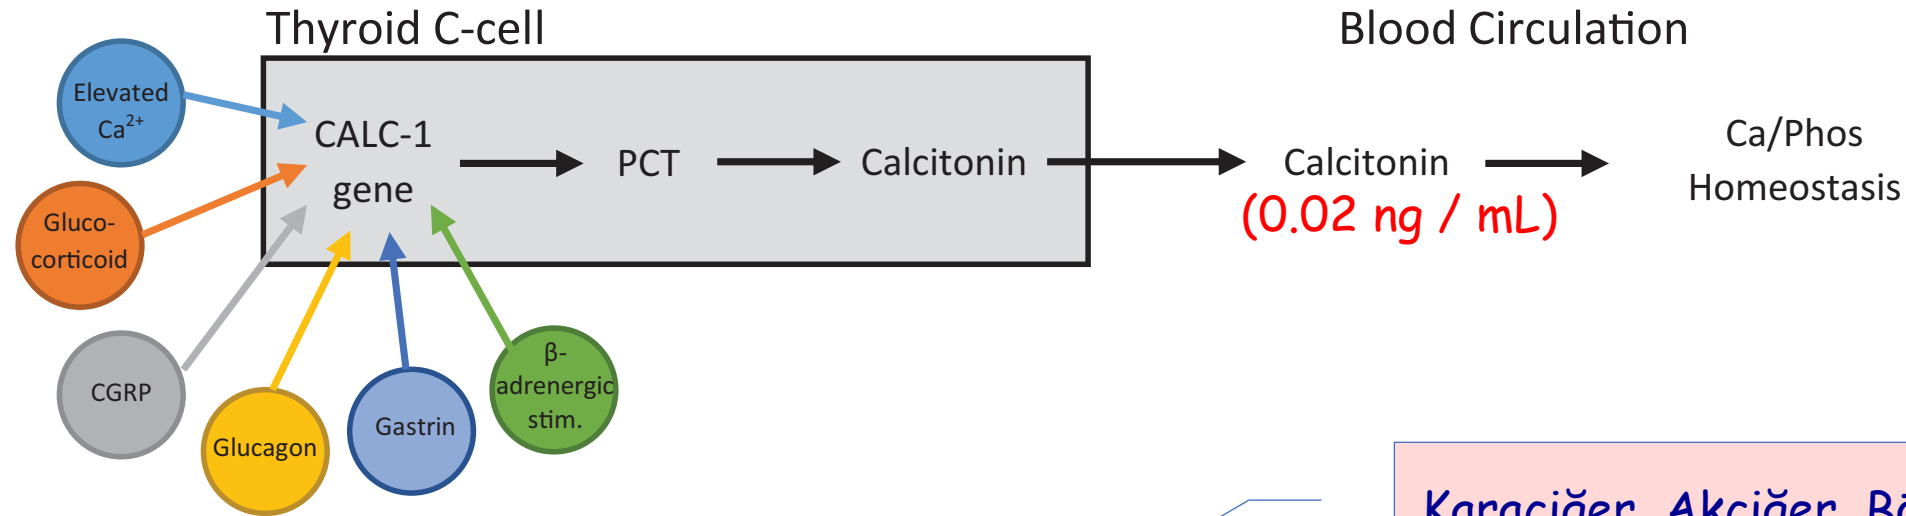 Thyroid C-cell
Blood Circulation
Elevated
Ca²⁺
CALC-1
gene
PCT
Calcitonin
Calcitonin
(0.02 ng / mL)
Ca/Phos
Homeostasis
Gluco-
corticoid
CGRP
Glucagon
Gastrin
β-
adrenergic
stim.
Karaciğer, Akciğer